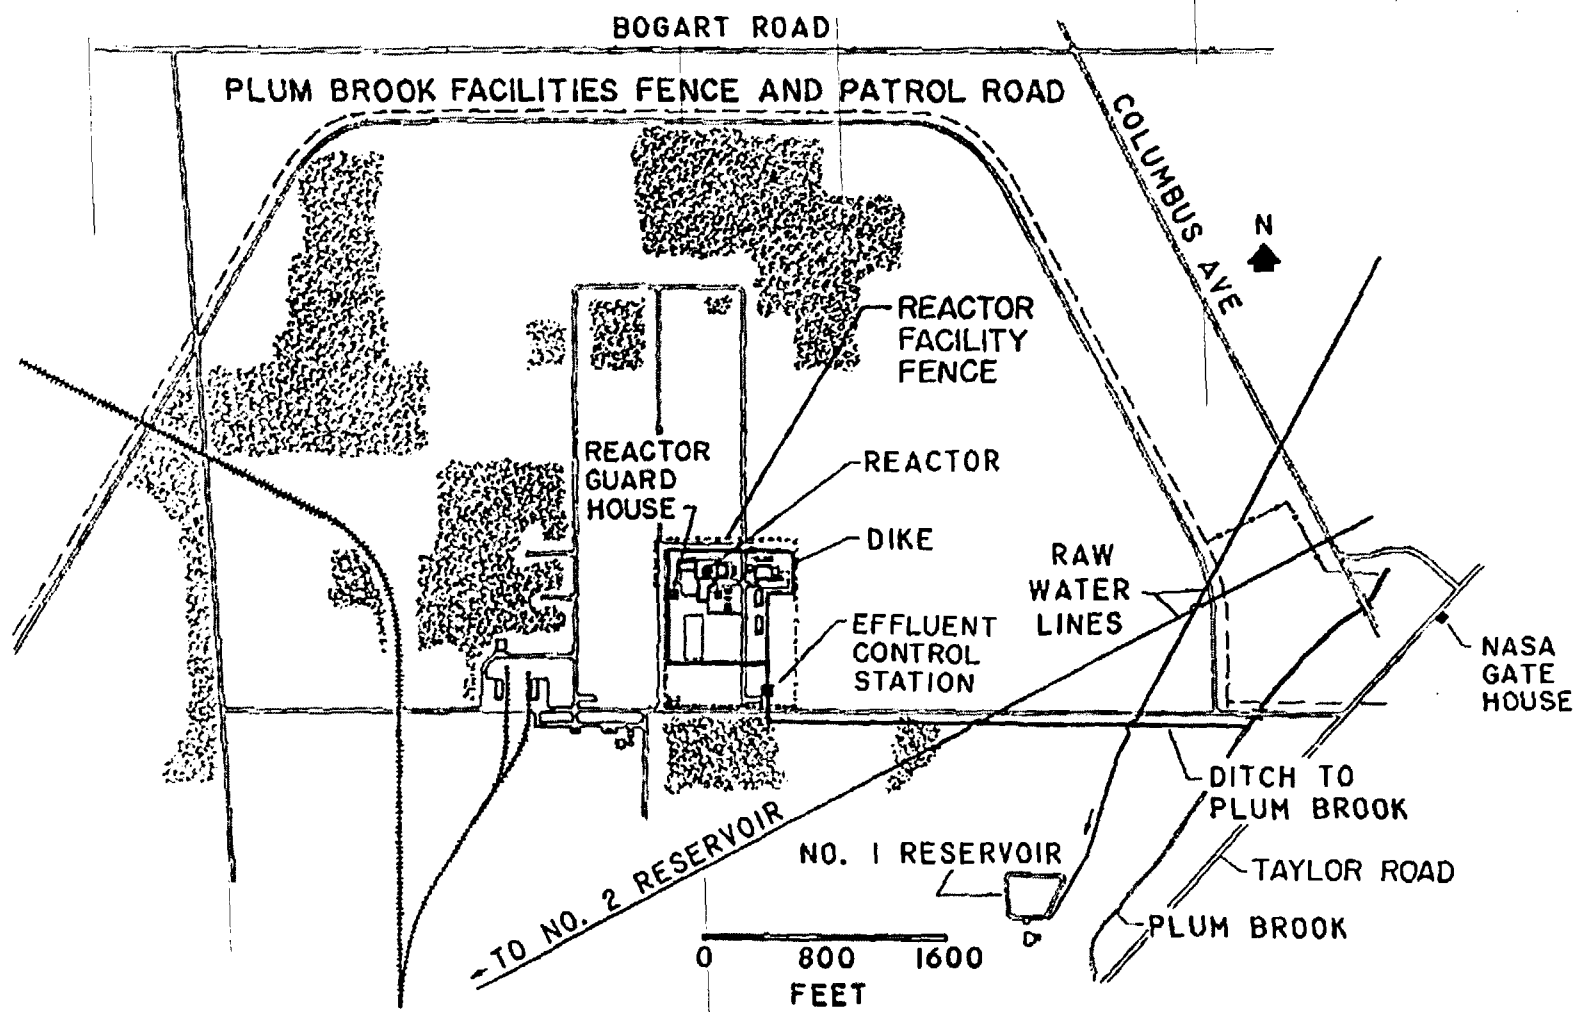 BOGART ROAD
PLUM BROOK FACILITIES FENCE AND PATROL ROAD
COLUMBUS AVE
N
REACTOR
FACILITY
FENCE
REACTOR
GUARD
HOUSE
REACTOR
DIKE
RAW
WATER
LINES
EFFLUENT
CONTROL
STATION
NASA
GATE
HOUSE
DITCH TO
PLUM BROOK
NO. 1 RESERVOIR
TAYLOR ROAD
TO NO. 2 RESERVOIR
PLUM BROOK
0 800 1600
FEET